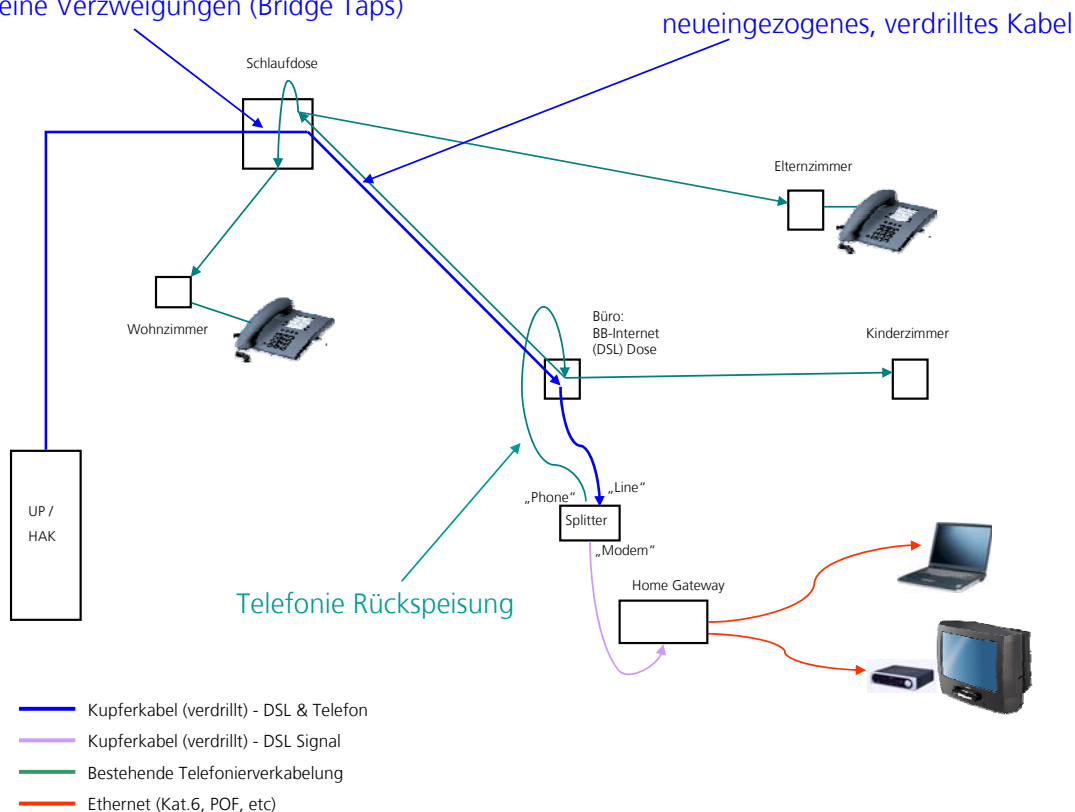 eine Verzweigungen (Bridge Taps)
neueingezogenes, verdrilltes Kabel
Schlaufdose
Elternzimmer
Wohnzimmer
Büro:
BB-Internet
(DSL) Dose
Kinderzimmer
UP /
HAK
„Phone“
„Line“
Splitter
„Modem“
Home Gateway
Telefonie Rückspeisung
Kupferkabel (verdrillt) - DSL & Telefon
Kupferkabel (verdrillt) - DSL Signal
Bestehende Telefonierverkabelung
Ethernet (Kat.6, POF, etc)